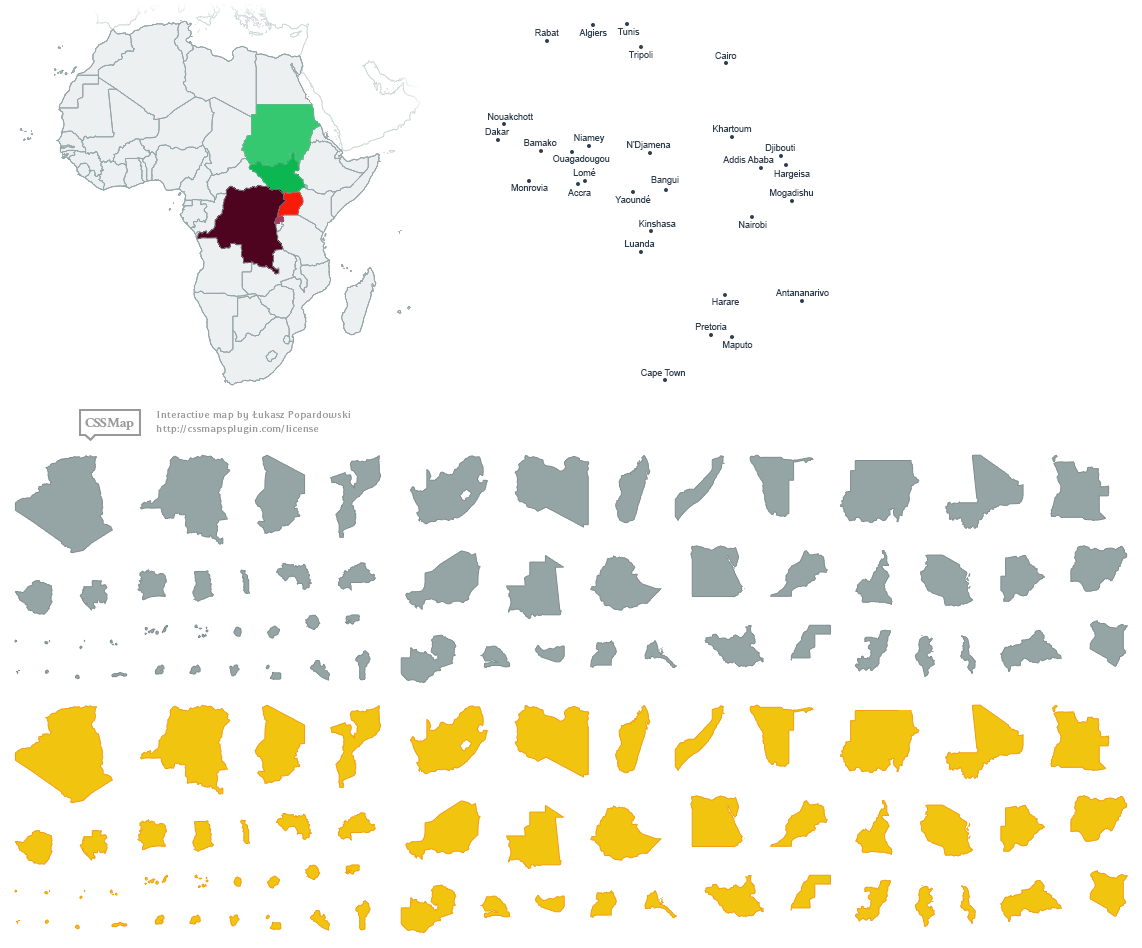 Rabat
Algiers
Tunis
Tripoli
Cairo
Nouakchott
Dakar
Bamako
Niamey
Ouagadougou
N'Djamena
Khartoum
Djibouti
Addis Ababa
Hargeisa
Lomé
Accra
Monrovia
Bangui
Yaoundé
Mogadishu
Nairobi
Kinshasa
Luanda
Harare
Antananarivo
Pretoria
Maputo
Cape Town
CSSMap
Interactive map by Łukasz Popardowski
http://cssmapsplugin.com/license